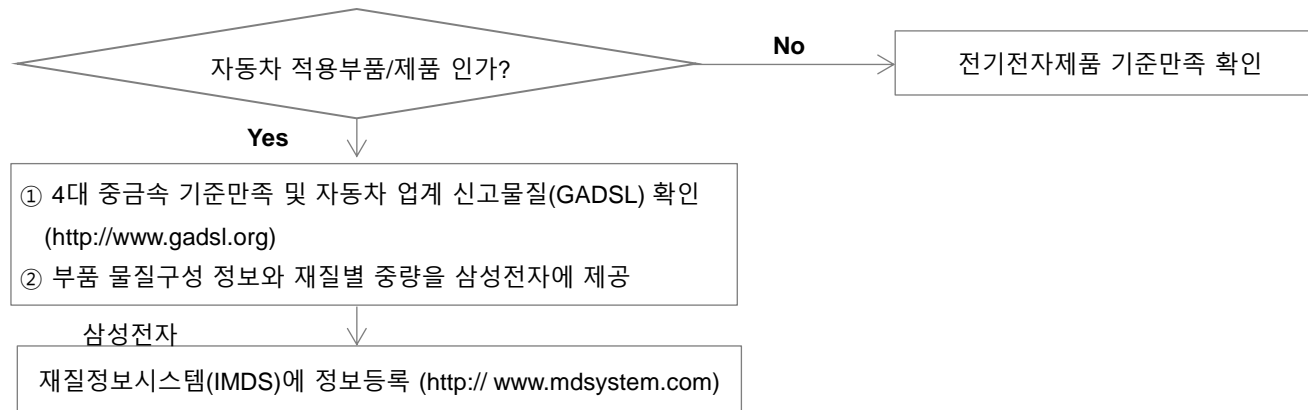 자동차 적용부품/제품 인가?
No
전기전자제품 기준만족 확인
Yes
① 4대 중금속 기준만족 및 자동차 업계 신고물질(GADSL) 확인
(http://www.gadsl.org)
② 부품 물질구성 정보와 재질별 중량을 삼성전자에 제공
삼성전자
재질정보시스템(IMDS)에 정보등록 (http:// www.mdsystem.com)